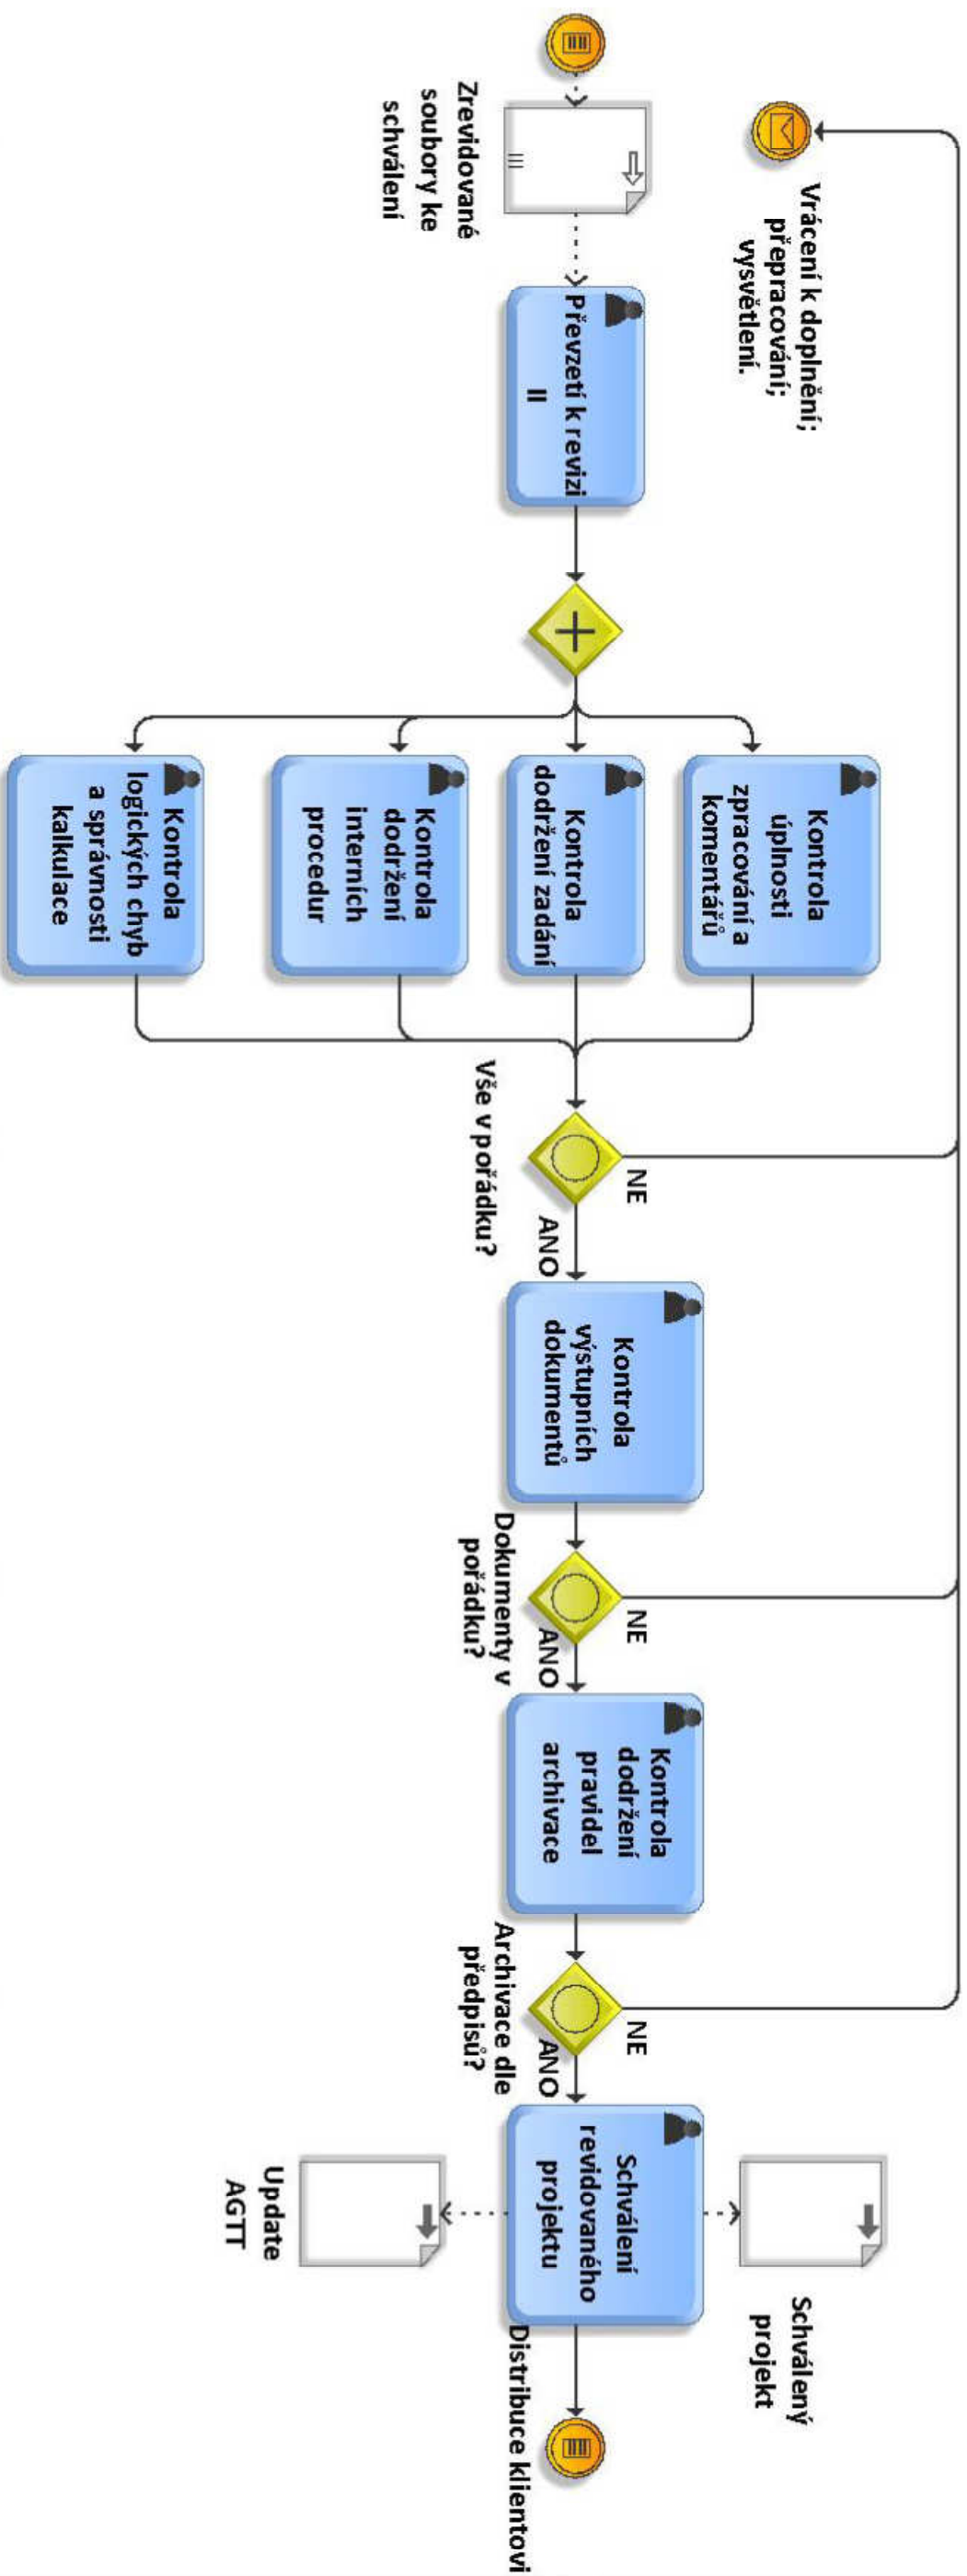 Vrácení k doplnění;
přepracování;
vysvětlení.
Zrevidované
soubory ke
schválení
Převzetí k revizi
II
Kontrola
úplnosti
zpracování a
komentářů
Kontrola
dodržení zadání
Kontrola
dodržení
interních
procedur
Kontrola
logických chyb
a správnosti
kalkulace
NE
ANO
Vše v pořádku?
Kontrola
výstupních
dokumentů
NE
ANO
Dokumenty v
pořádku?
Kontrola
dodržení
pravidel
archivace
NE
ANO
Archivace dle
předpisů?
Schválení
revidovaného
projektu
Schválený
projekt
Update
AGTT
Distribuce klientovi